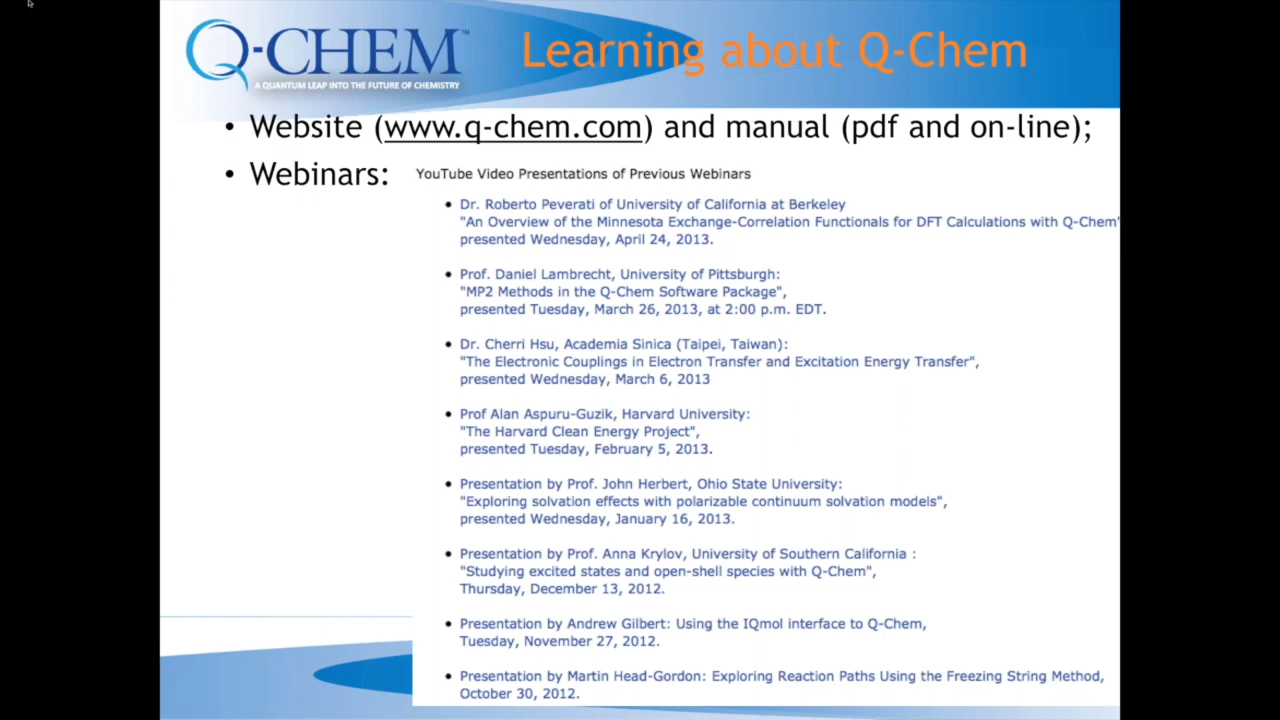 Q-CHEM™
A QUANTUM LEAP INTO THE FUTURE OF CHEMISTRY
Learning about Q-Chem
• Website (www.q-chem.com) and manual (pdf and on-line);
• Webinars:
YouTube Video Presentations of Previous Webinars
• Dr. Roberto Peverati of University of California at Berkeley
"An Overview of the Minnesota Exchange-Correlation Functionals for DFT Calculations with Q-Chem"
presented Wednesday, April 24, 2013.
• Prof. Daniel Lambrecht, University of Pittsburgh:
"MP2 Methods in the Q-Chem Software Package",
presented Tuesday, March 26, 2013, at 2:00 p.m. EDT.
• Dr. Cherri Hsu, Academia Sinica (Taipei, Taiwan):
"The Electronic Couplings in Electron Transfer and Excitation Energy Transfer",
presented Wednesday, March 6, 2013
• Prof Alan Aspuru-Guzik, Harvard University:
"The Harvard Clean Energy Project",
presented Tuesday, February 5, 2013.
• Presentation by Prof. John Herbert, Ohio State University:
"Exploring solvation effects with polarizable continuum solvation models",
presented Wednesday, January 16, 2013.
• Presentation by Prof. Anna Krylov, University of Southern California :
"Studying excited states and open-shell species with Q-Chem",
Thursday, December 13, 2012.
• Presentation by Andrew Gilbert: Using the IQmol interface to Q-Chem,
Tuesday, November 27, 2012.
• Presentation by Martin Head-Gordon: Exploring Reaction Paths Using the Freezing String Method,
October 30, 2012.